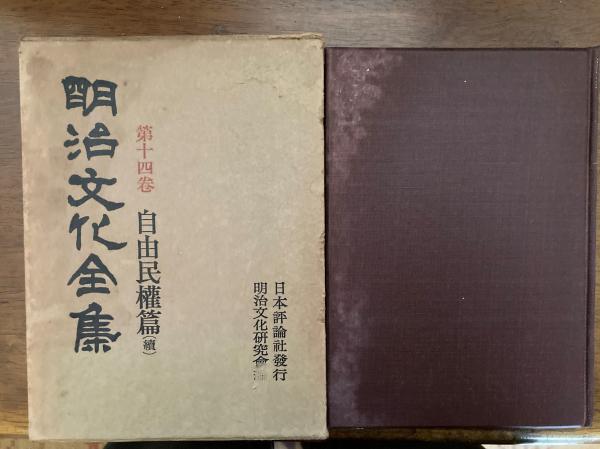 明治文化全集
第十四卷
自由民權篇(續)
日本評論社發行
明治文化研究會